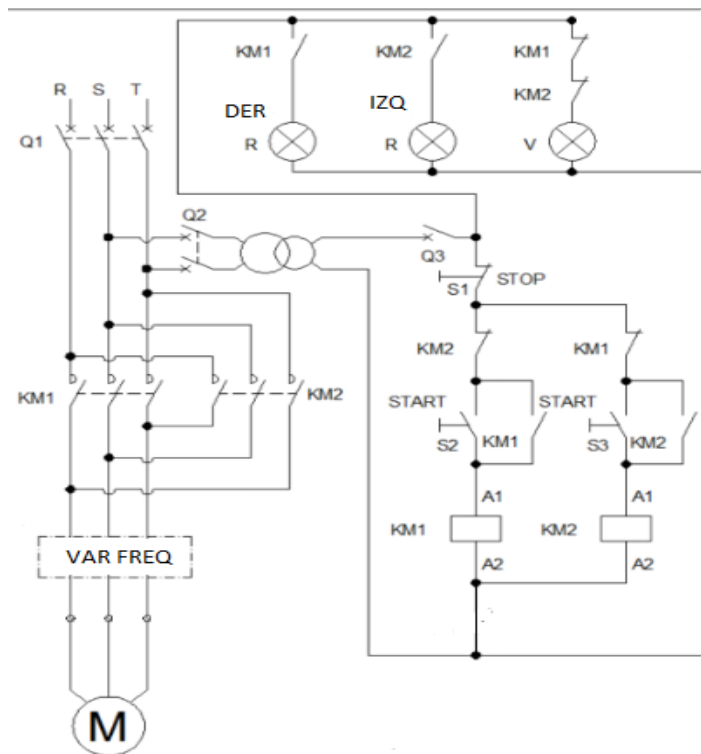 KM1 KM2 KM1
KM2
DER IZQ
R R V
R S T
Q1
Q2
Q3
S1 STOP
KM2 KM1
KM1 KM2
START START
S2 KM1 S3 KM2
A1 A1
KM1 KM2
A2 A2
VAR FREQ
M